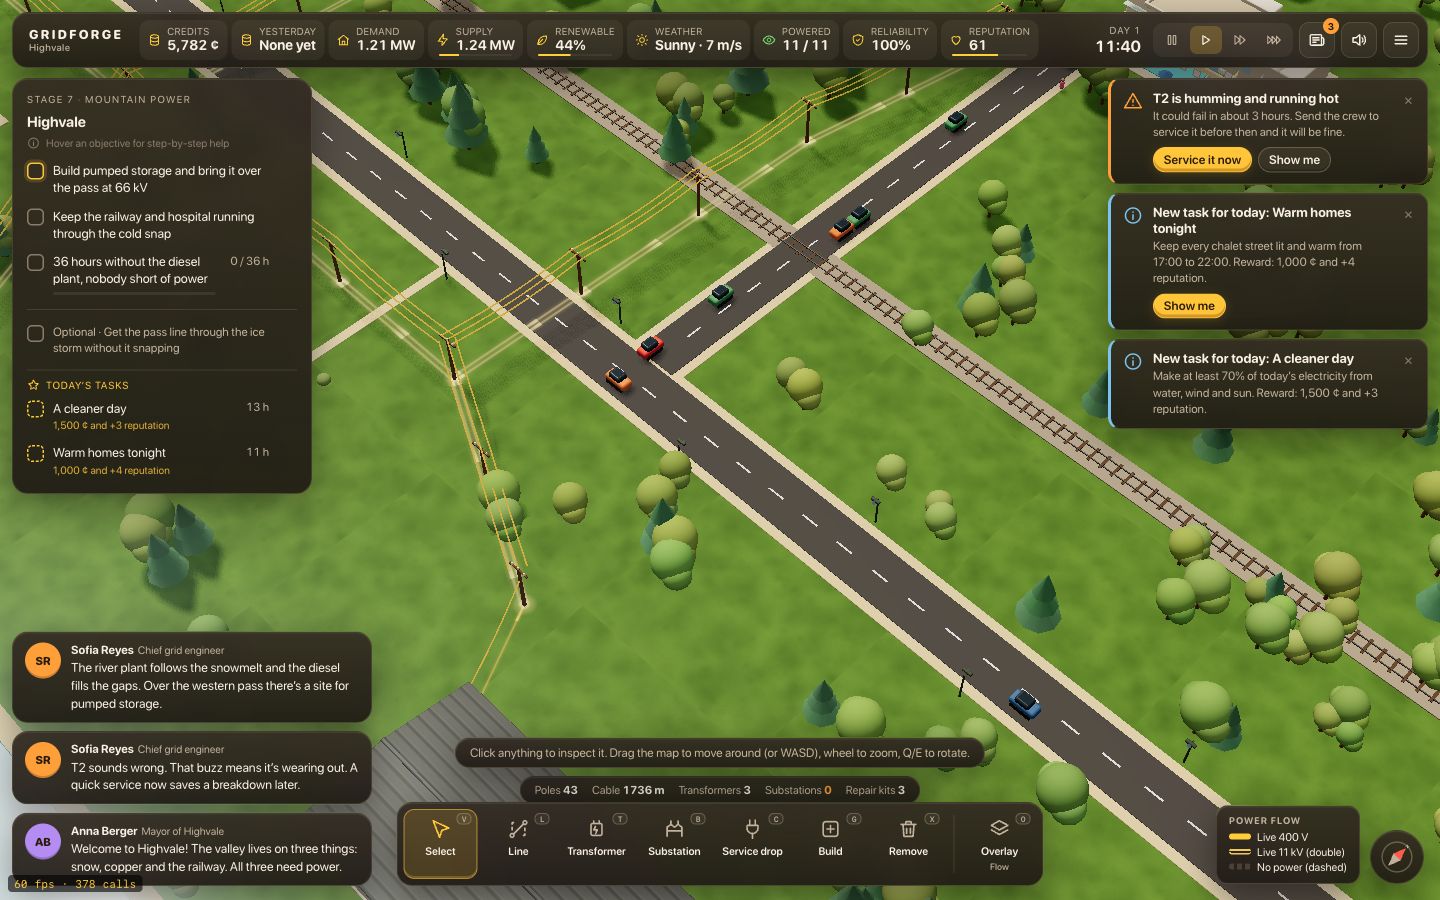 GRIDFORGE
Highvale
CREDITS
5,782 ¢
YESTERDAY
None yet
DEMAND
1.21 MW
SUPPLY
1.24 MW
RENEWABLE
44%
WEATHER
Sunny · 7 m/s
POWERED
11 / 11
RELIABILITY
100%
REPUTATION
61
DAY 1
11:40
3
STAGE 7 · MOUNTAIN POWER
Highvale
Hover an objective for step-by-step help
Build pumped storage and bring it over
the pass at 66 kV
Keep the railway and hospital running
through the cold snap
36 hours without the diesel 0 / 36 h
plant, nobody short of power
Optional · Get the pass line through the ice
storm without it snapping
TODAY'S TASKS
A cleaner day 13 h
1,500 ¢ and +3 reputation
Warm homes tonight 11 h
1,000 ¢ and +4 reputation
T2 is humming and running hot ×
It could fail in about 3 hours. Send the crew to
service it before then and it will be fine.
Service it now Show me
New task for today: Warm homes ×
tonight
Keep every chalet street lit and warm from
17:00 to 22:00. Reward: 1,000 ¢ and +4
reputation.
Show me
New task for today: A cleaner day ×
Make at least 70% of today's electricity from
water, wind and sun. Reward: 1,500 ¢ and +3
reputation.
SR
Sofia Reyes Chief grid engineer
The river plant follows the snowmelt and the diesel
fills the gaps. Over the western pass there's a site for
pumped storage.
SR
Sofia Reyes Chief grid engineer
T2 sounds wrong. That buzz means it's wearing out. A
quick service now saves a breakdown later.
AB
Anna Berger Mayor of Highvale
Welcome to Highvale! The valley lives on three things:
snow, copper and the railway. All three need power.
60 fps · 378 calls
Click anything to inspect it. Drag the map to move around (or WASD), wheel to zoom, Q/E to rotate.
Poles 43 Cable 1 736 m Transformers 3 Substations 0 Repair kits 3
V
Select
L
Line
T
Transformer
B
Substation
C
Service drop
G
Build
X
Remove
O
Overlay
Flow
POWER FLOW
Live 400 V
Live 11 kV (double)
No power (dashed)